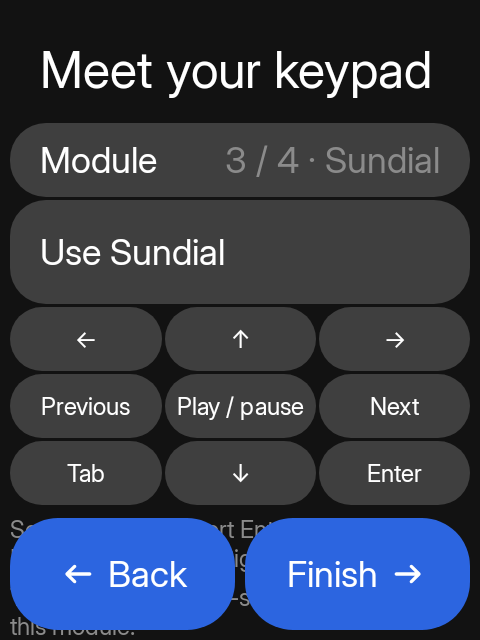 Meet your keypad
Module 3 / 4 · Sundial
Use Sundial
← ↑ →
Previous Play / pause Next
Tab ↓ Enter
← Back Finish →
this module.